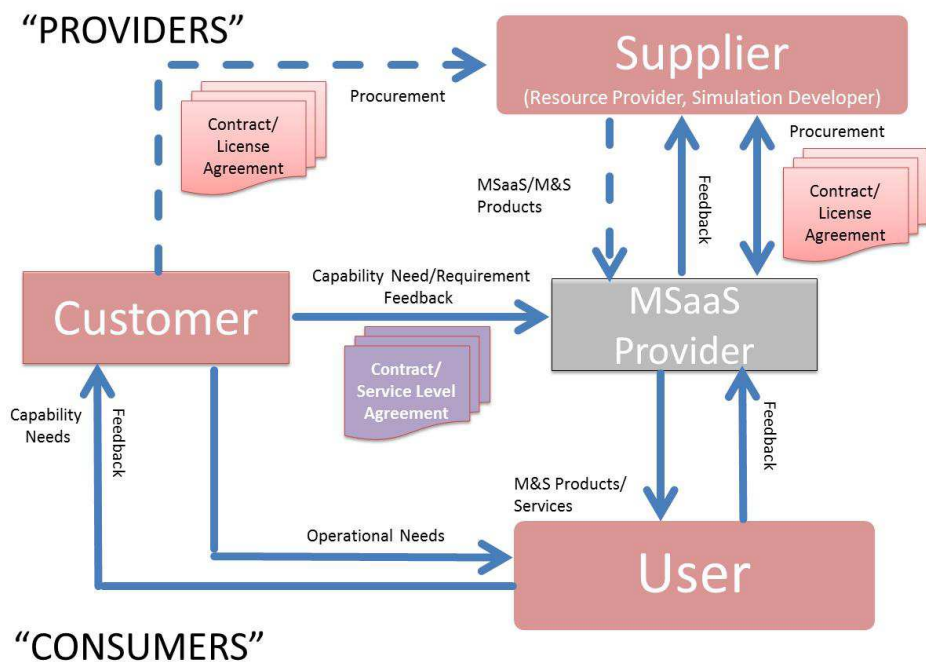 “PROVIDERS”
Supplier
(Resource Provider, Simulation Developer)
Procurement
Contract/
License
Agreement
MSaaS/M&S
Products
Feedback
Procurement
Contract/
License
Agreement
Customer
Capability Need/Requirement
Feedback
Contract/
Service Level
Agreement
MSaaS
Provider
Capability
Needs
Feedback
M&S Products/
Services
Feedback
Operational Needs
User
“CONSUMERS”